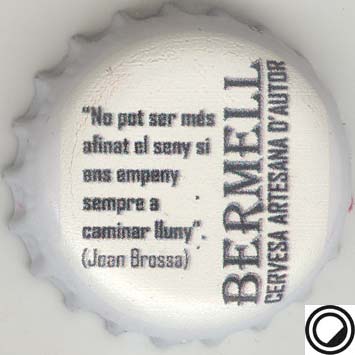 "No pot ser més
afinat el seny si
ens empeny
sempre a
caminar lluny".
(Joan Brossa)
BERMELL
CERVESA ARTESANA D'AUTOR